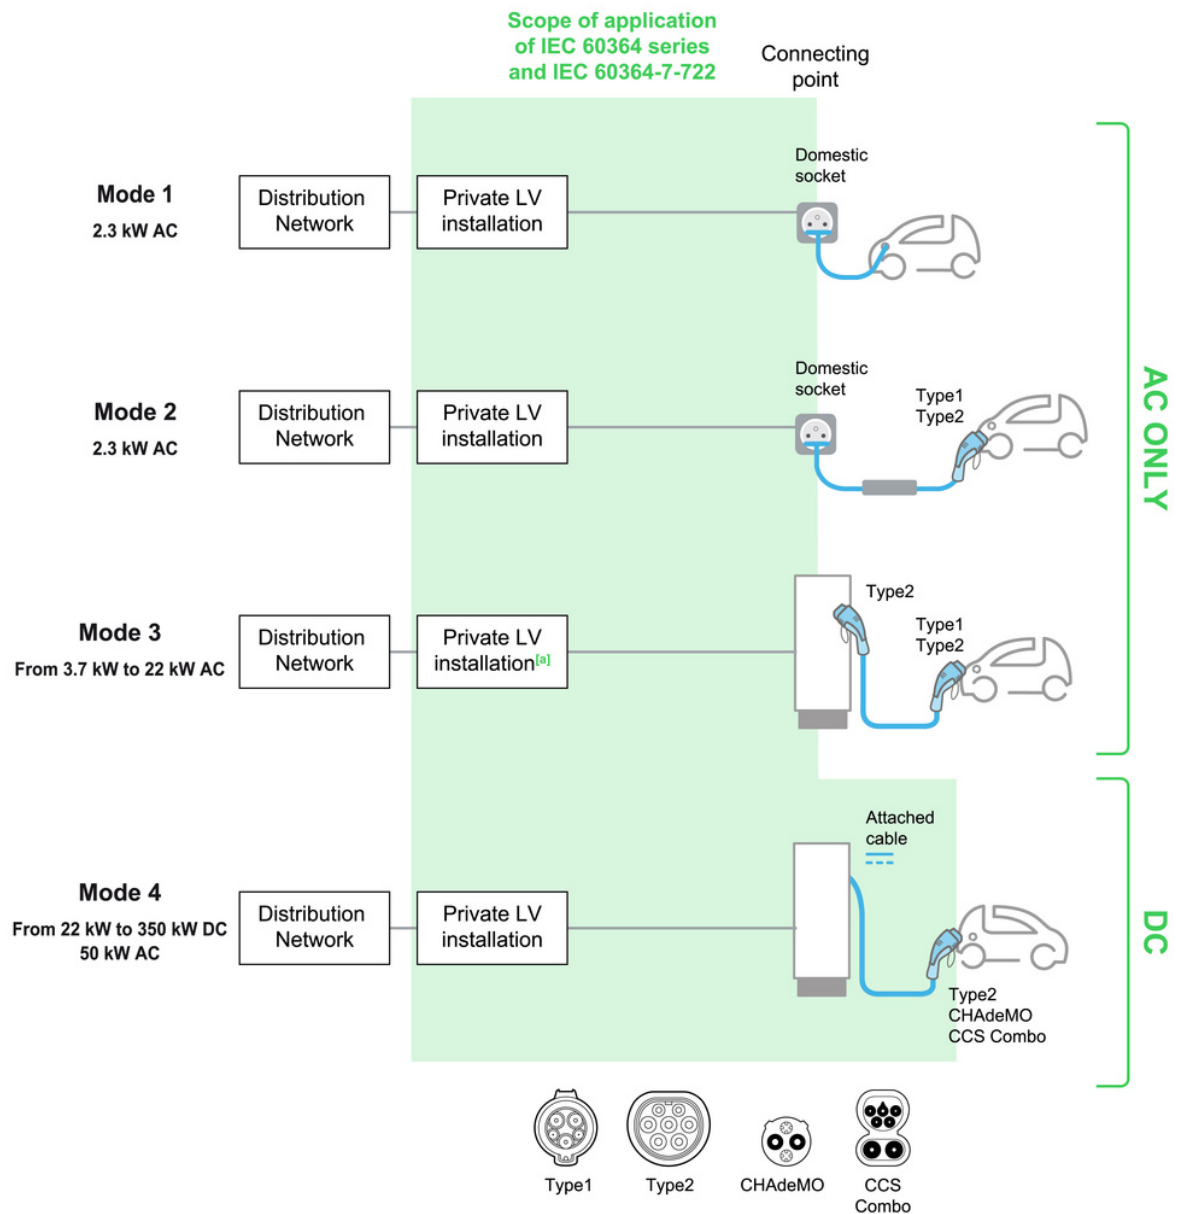 Scope of application
of IEC 60364 series
and IEC 60364-7-722
Connecting
point
Mode 1
2.3 kW AC
Distribution
Network
Private LV
installation
Domestic
socket
Mode 2
2.3 kW AC
Distribution
Network
Private LV
installation
Domestic
socket
Type1
Type2
AC ONLY
Mode 3
From 3.7 kW to 22 kW AC
Distribution
Network
Private LV
installation[a]
Type2
Type1
Type2
Mode 4
From 22 kW to 350 kW DC
50 kW AC
Distribution
Network
Private LV
installation
Attached
cable
Type2
CHAdeMO
CCS Combo
DC
Type1
Type2
CHAdeMO
CCS
Combo